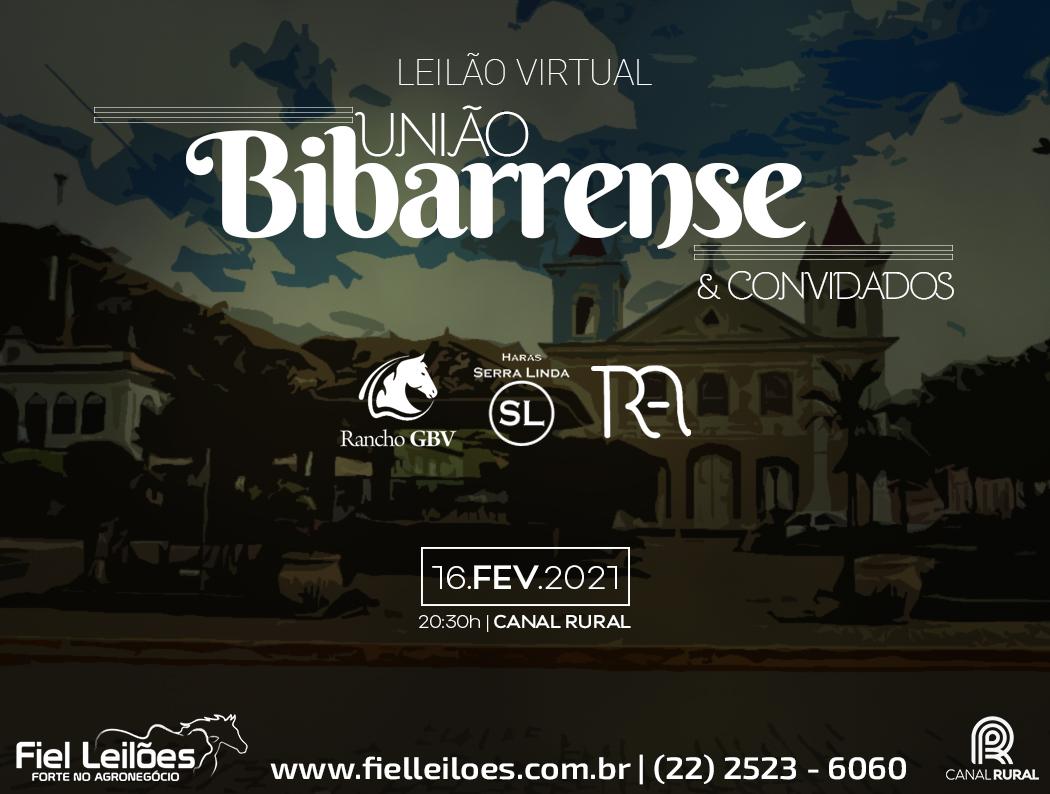 LEILÃO VIRTUAL
UNIÃO
Bibarrense
& CONVIDADOS
Rancho GBV
HARAS
SERRA LINDA
SL
TRA
16.FEV.2021
20:30h | CANAL RURAL
Fiel Leilões
FORTE NO AGRONEGÓCIO
www.fielleiloes.com.br | (22) 2523 - 6060
CANAL RURAL